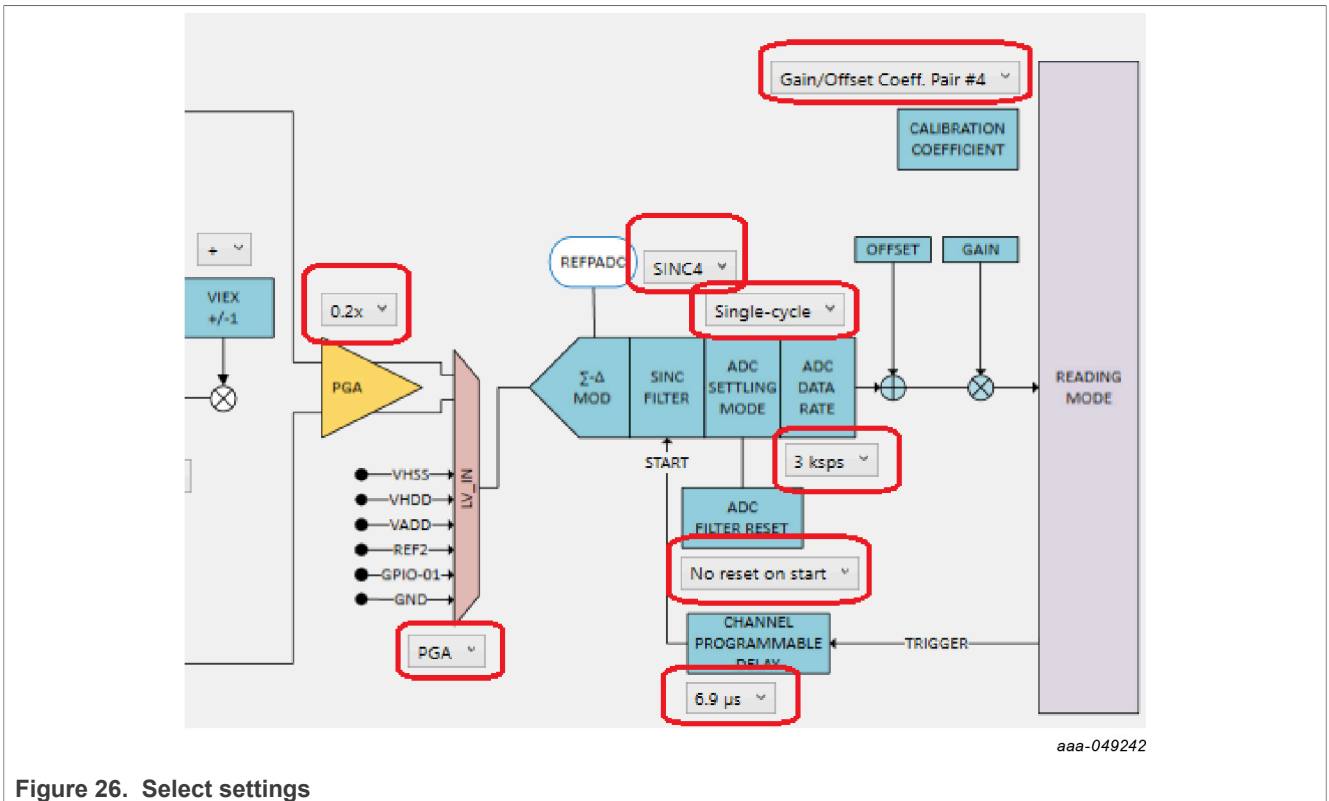 Gain/Offset Coeff. Pair #4
CALIBRATION
COEFFICIENT
+
REFPADC
SINC4
OFFSET
GAIN
VIEX
+/-1
0.2x
Single-cycle
PGA
Σ-Δ
MOD
SINC
FILTER
ADC
SETTLING
MODE
ADC
DATA
RATE
READING
MODE
START
3 ksps
VHSS
VHDD
VADD
REF2
GPIO-01
GND
LV_IN
ADC
FILTER RESET
No reset on start
PGA
CHANNEL
PROGRAMMABLE
DELAY
TRIGGER
6.9 µs
aaa-049242
Figure 26. Select settings